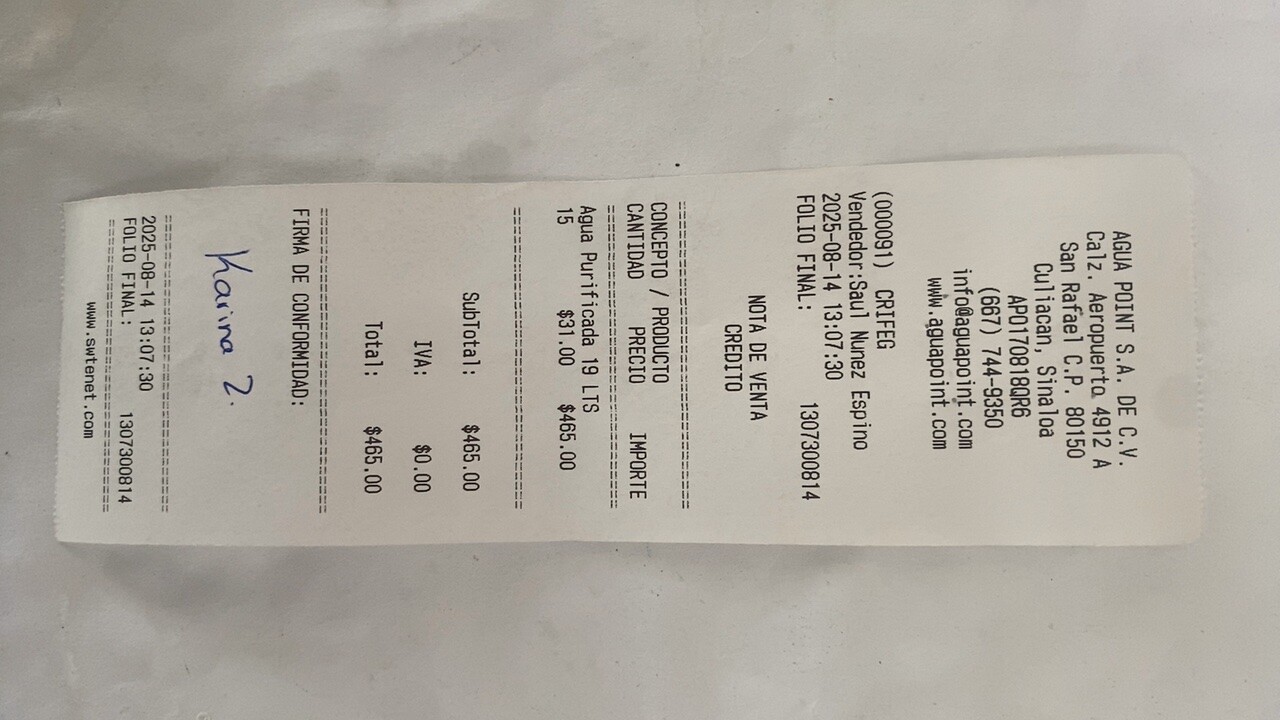 AGUA POINT S.A. DE C.V.
Calz. Aeropuerto 4912 A
San Rafael C.P. 80150
Culiacan, Sinaloa
APO170818QR6
(667) 744-9350
info@aguapoint.com
www.aguapoint.com
(000091) CRIFEG
Vendedor:Saul Nunez Espino
2025-08-14 13:07:30
FOLIO FINAL: 1307300814
NOTA DE VENTA
CREDITO
================================
CONCEPTO / PRODUCTO
CANTIDAD PRECIO IMPORTE
================================
Agua Purificada 19 LTS
15 $31.00 $465.00
================================
SubTotal: $465.00
IVA: $0.00
Total: $465.00
================================
FIRMA DE CONFORMIDAD:
Karina Z.
================================
2025-08-14 13:07:30
FOLIO FINAL: 1307300814
================================
www.swtenet.com